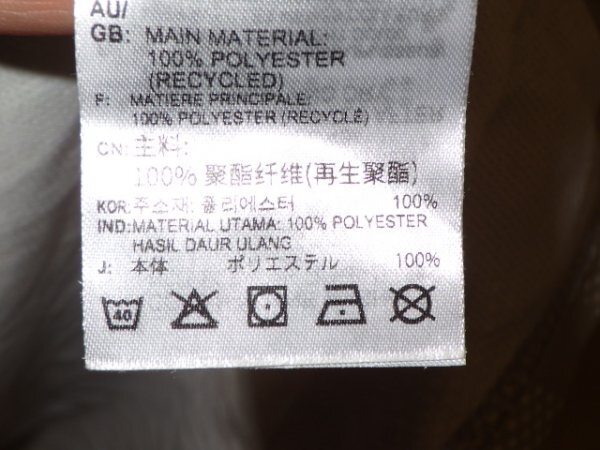 AU/
GB: MAIN MATERIAL:
100% POLYESTER
(RECYCLED)
F: MATIERE PRINCIPALE:
100% POLYESTER (RECYCLÉ)
CN: 主料:
100% 聚酯纤维(再生聚酯)
KOR: 주소재: 폴리에스터 100%
IND: MATERIAL UTAMA: 100% POLYESTER
HASIL DAUR ULANG
J: 本体 ポリエステル 100%
40